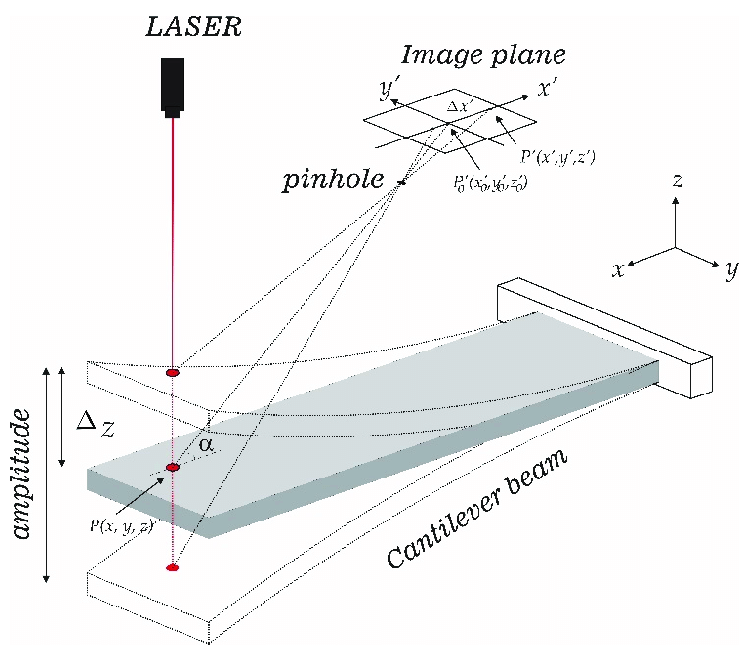 LASER
Image plane
y′
Δx′
x′
P′(x′,y′,z′)
pinhole
P′₀(x′₀,y′₀,z′₀)
z
x
y
Δz
α
amplitude
P(x, y, z)
Cantilever beam